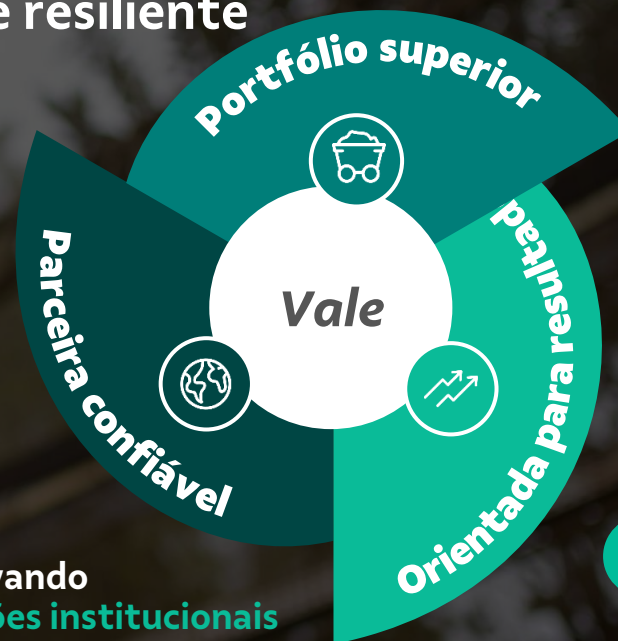 e resiliente
Portfólio superior
Vale
Parceira confiável
Orientada para resultad
vando
ões institucionais